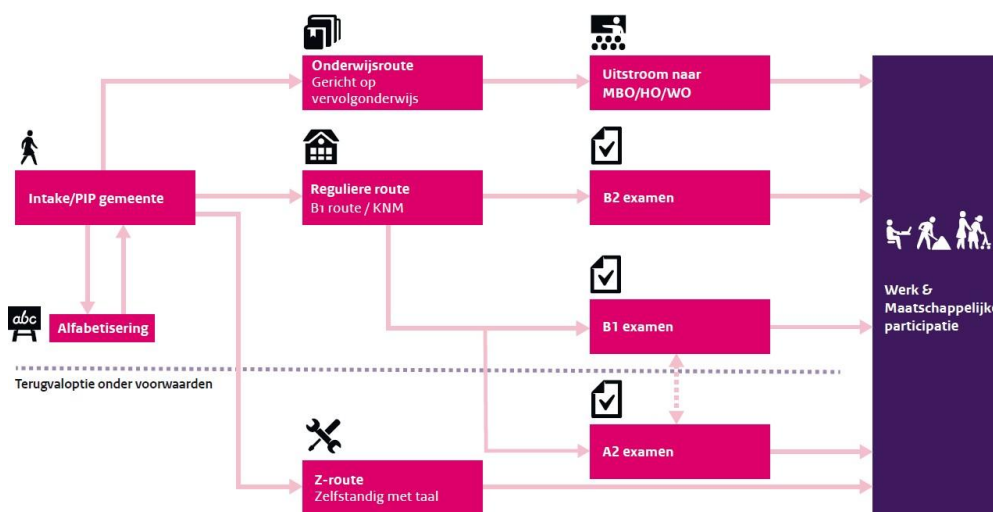 Onderwijsroute
Gericht op
vervolgonderwijs
Uitstroom naar
MBO/HO/WO
Intake/PIP gemeente
Reguliere route
B1 route / KNM
B2 examen
abc
Alfabetisering
B1 examen
Werk &
Maatschappelijke
participatie
Terugvaloptie onder voorwaarden
A2 examen
Z-route
Zelfstandig met taal